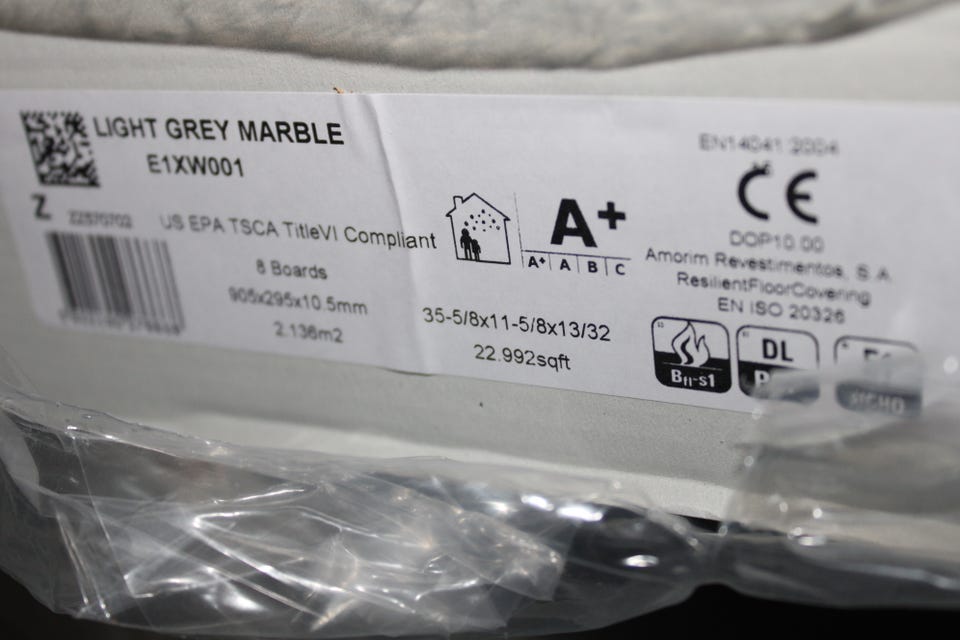 LIGHT GREY MARBLE
E1XW001
Z
US EPA TSCA TitleVI Compliant
8 Boards
905x295x10.5mm
2.136m2
35-5/8x11-5/8x13/32
22.992sqft
A+
A+ A B C
EN14041:2004
CE
DOP10.00
Amorim Revestimentos, S.A
ResilientFloorCovering
EN ISO 20326
Bfl-s1
DL